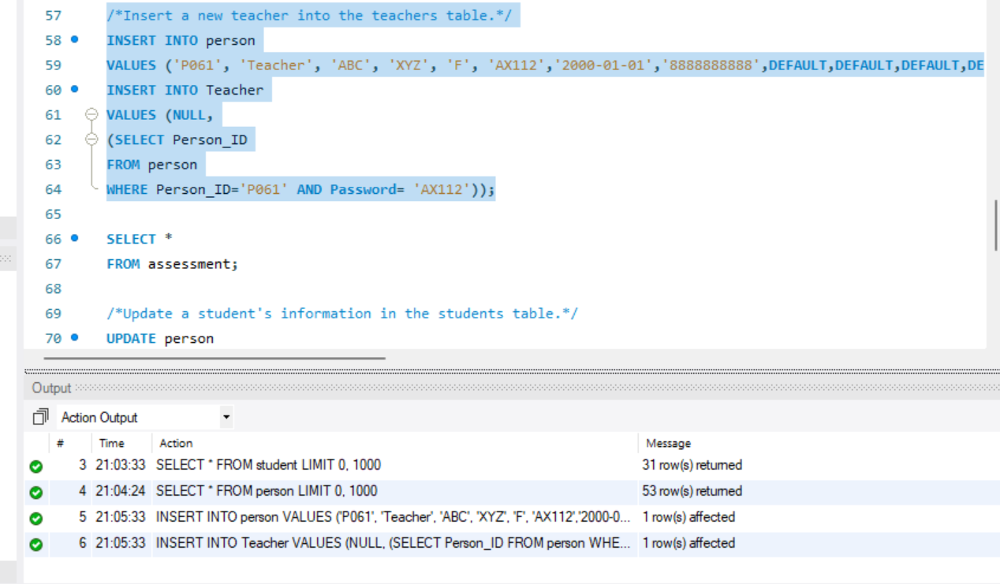 57 /*Insert a new teacher into the teachers table.*/
58 INSERT INTO person
59 VALUES ('P061', 'Teacher', 'ABC', 'XYZ', 'F', 'AX112','2000-01-01','8888888888',DEFAULT,DEFAULT,DEFAULT,DE
60 INSERT INTO Teacher
61 VALUES (NULL,
62 (SELECT Person_ID
63 FROM person
64 WHERE Person_ID='P061' AND Password= 'AX112'));
65
66 SELECT *
67 FROM assessment;
68
69 /*Update a student's information in the students table.*/
70 UPDATE person
Output
Action Output
# Time Action Message
3 21:03:33 SELECT * FROM student LIMIT 0, 1000 31 row(s) returned
4 21:04:24 SELECT * FROM person LIMIT 0, 1000 53 row(s) returned
5 21:05:33 INSERT INTO person VALUES ('P061', 'Teacher', 'ABC', 'XYZ', 'F', 'AX112','2000-0... 1 row(s) affected
6 21:05:33 INSERT INTO Teacher VALUES (NULL, (SELECT Person_ID FROM person WHE... 1 row(s) affected